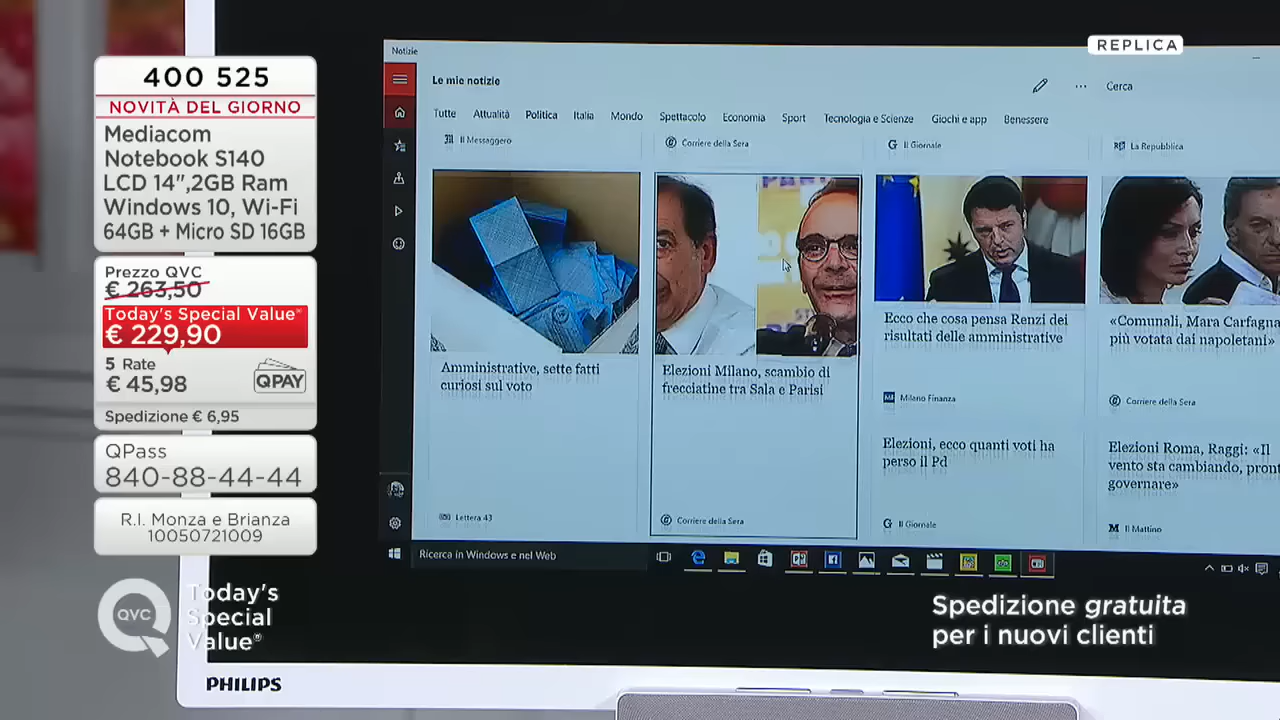 REPLICA
400 525
NOVITÀ DEL GIORNO
Mediacom
Notebook S140
LCD 14",2GB Ram
Windows 10, Wi-Fi
64GB + Micro SD 16GB
Prezzo QVC
€ 263,50
Today's Special Value®
€ 229,90
5 Rate
€ 45,98
QPAY
Spedizione € 6,95
QPass
840-88-44-44
R.I. Monza e Brianza
10050721009
QVC
Today's
Special
Value®
Notizie
Le mie notizie
Cerca
Tutte Attualità Politica Italia Mondo Spettacolo Economia Sport Tecnologia e Scienze Giochi e app Benessere
Il Messaggero
Corriere della Sera
Il Giornale
La Repubblica
Amministrative, sette fatti
curiosi sul voto
Lettera 43
Elezioni Milano, scambio di
frecciatine tra Sala e Parisi
Corriere della Sera
Ecco che cosa pensa Renzi dei
risultati delle amministrative
Milano Finanza
«Comunali, Mara Carfagna
più votata dai napoletani»
Corriere della Sera
Elezioni, ecco quanti voti ha
perso il Pd
Il Giornale
Elezioni Roma, Raggi: «Il
vento sta cambiando, pront
governare»
Il Mattino
Ricerca in Windows e nel Web
Spedizione gratuita
per i nuovi clienti
PHILIPS